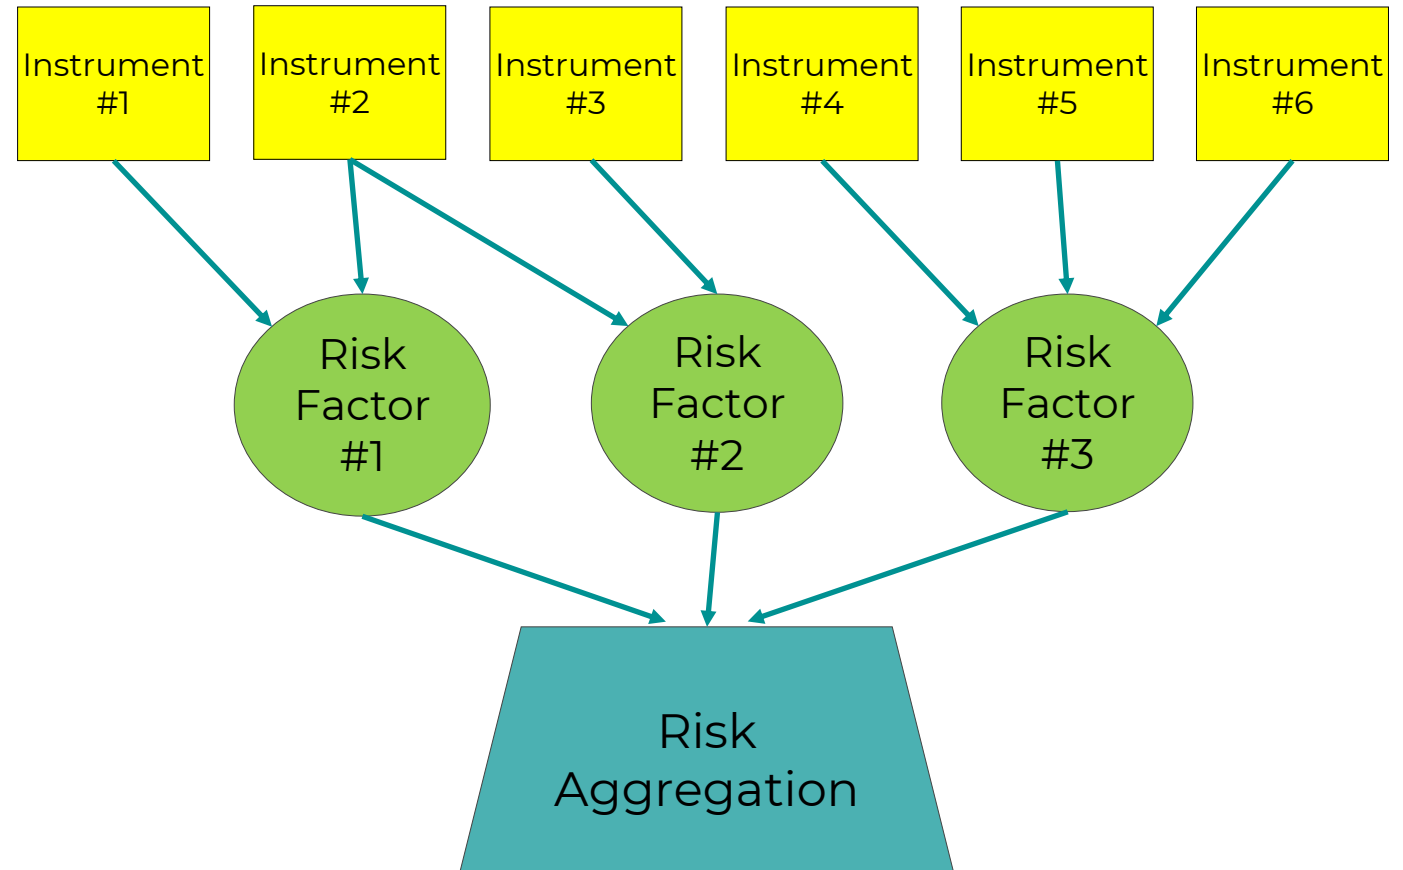 Instrument
#1
Instrument
#2
Instrument
#3
Instrument
#4
Instrument
#5
Instrument
#6
Risk
Factor
#1
Risk
Factor
#2
Risk
Factor
#3
Risk
Aggregation